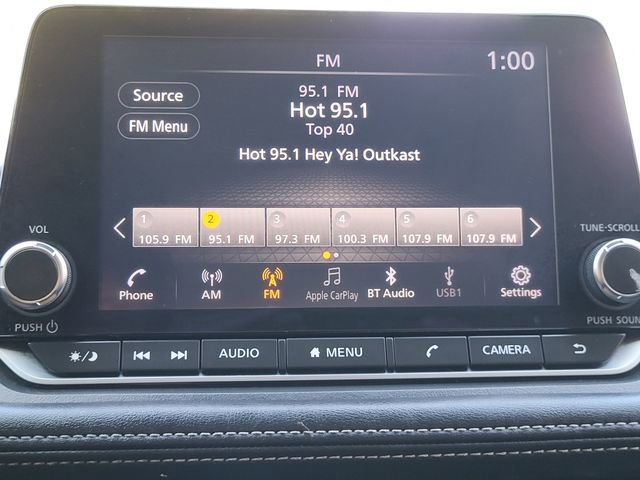 FM
1:00
Source
FM Menu
95.1 FM
Hot 95.1
Top 40
Hot 95.1 Hey Ya! Outkast
1 2 3 4 5 6
105.9 FM 95.1 FM 97.3 FM 100.3 FM 107.9 FM 107.9 FM
Phone AM FM Apple CarPlay BT Audio USB1 Settings
VOL
PUSH
TUNE-SCROLL
PUSH SOUN
AUDIO MENU CAMERA